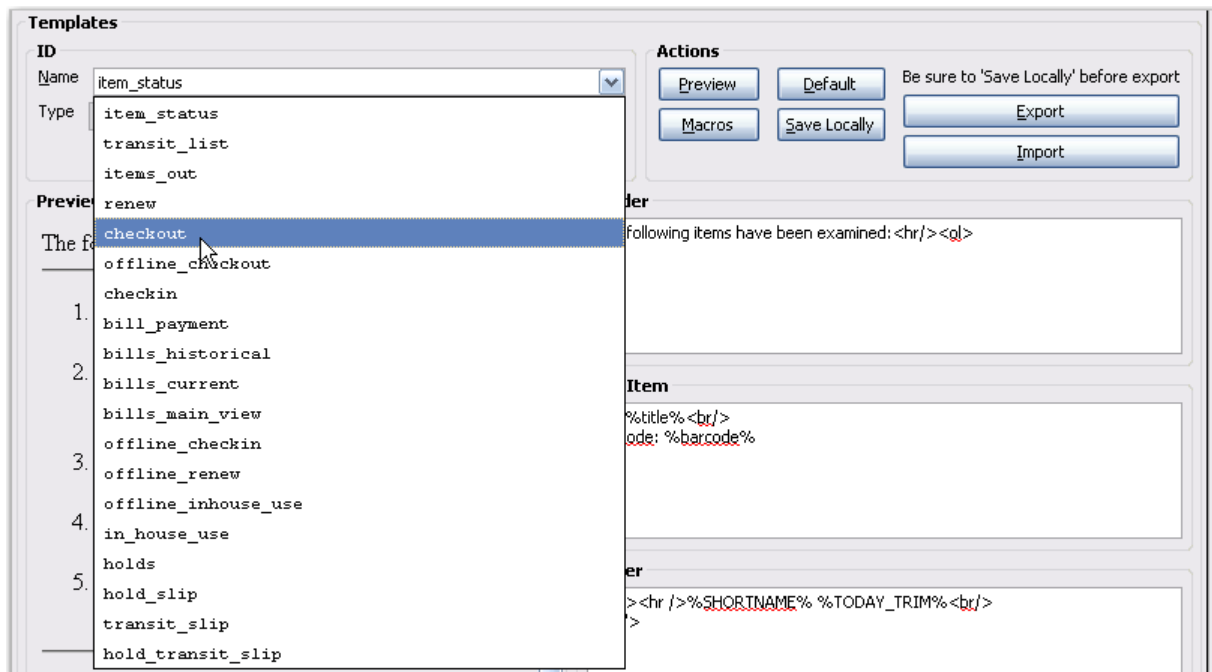 Templates
ID
Name item_status
Type
item_status
transit_list
items_out
renew
checkout
offline_checkout
checkin
bill_payment
bills_historical
bills_current
bills_main_view
offline_checkin
offline_renew
offline_inhouse_use
in_house_use
holds
hold_slip
transit_slip
hold_transit_slip
Actions
Preview Default Be sure to 'Save Locally' before export
Export
Macros Save Locally
Import
Previe
The fo
1.
2.
3.
4.
5.
der
following items have been examined:<hr/><ol>
Item
%title%<br/>
ode: %barcode%
er
><hr />%SHORTNAME% %TODAY_TRIM%<br/>
'>